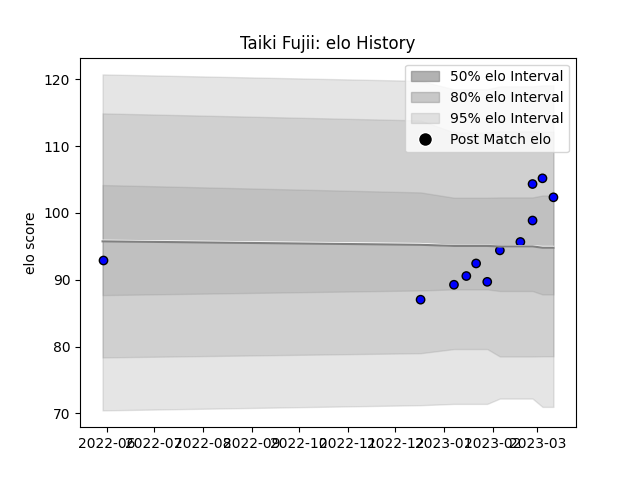 Taiki Fujii: elo History
120
110
100
90
80
70
elo score
50% elo Interval
80% elo Interval
95% elo Interval
Post Match elo
2022-06
2022-07
2022-08
2022-09
2022-10
2022-11
2022-12
2023-01
2023-02
2023-03